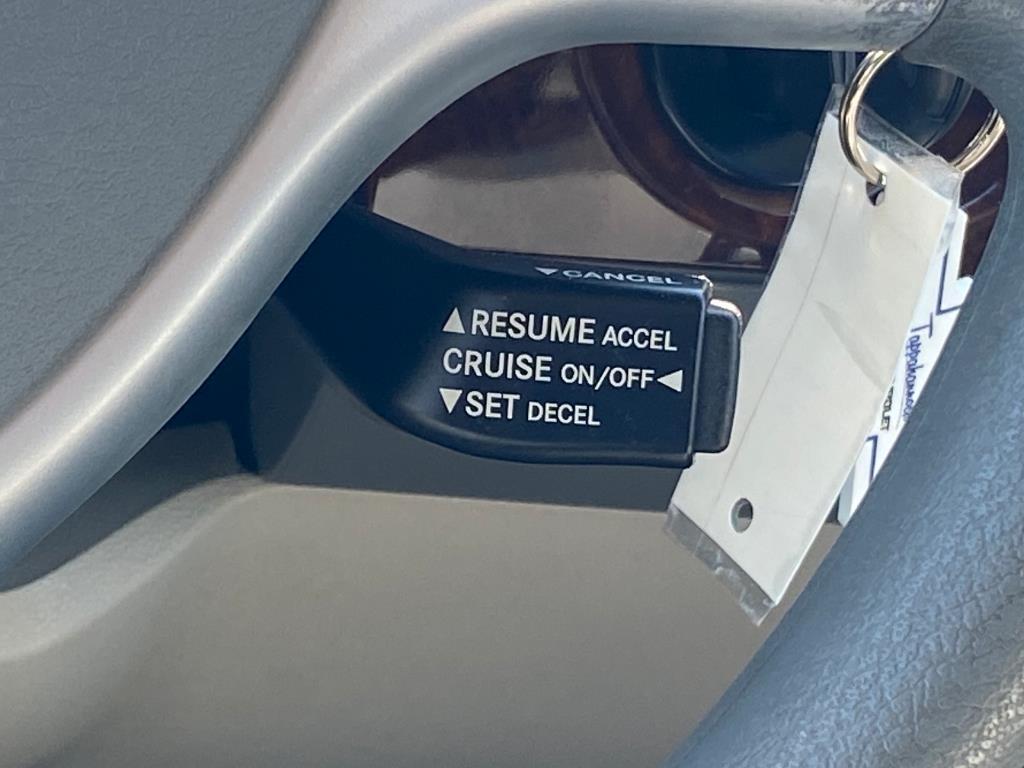 ▼CANCEL
▲RESUME ACCEL
CRUISE ON/OFF◀
▼SET DECEL